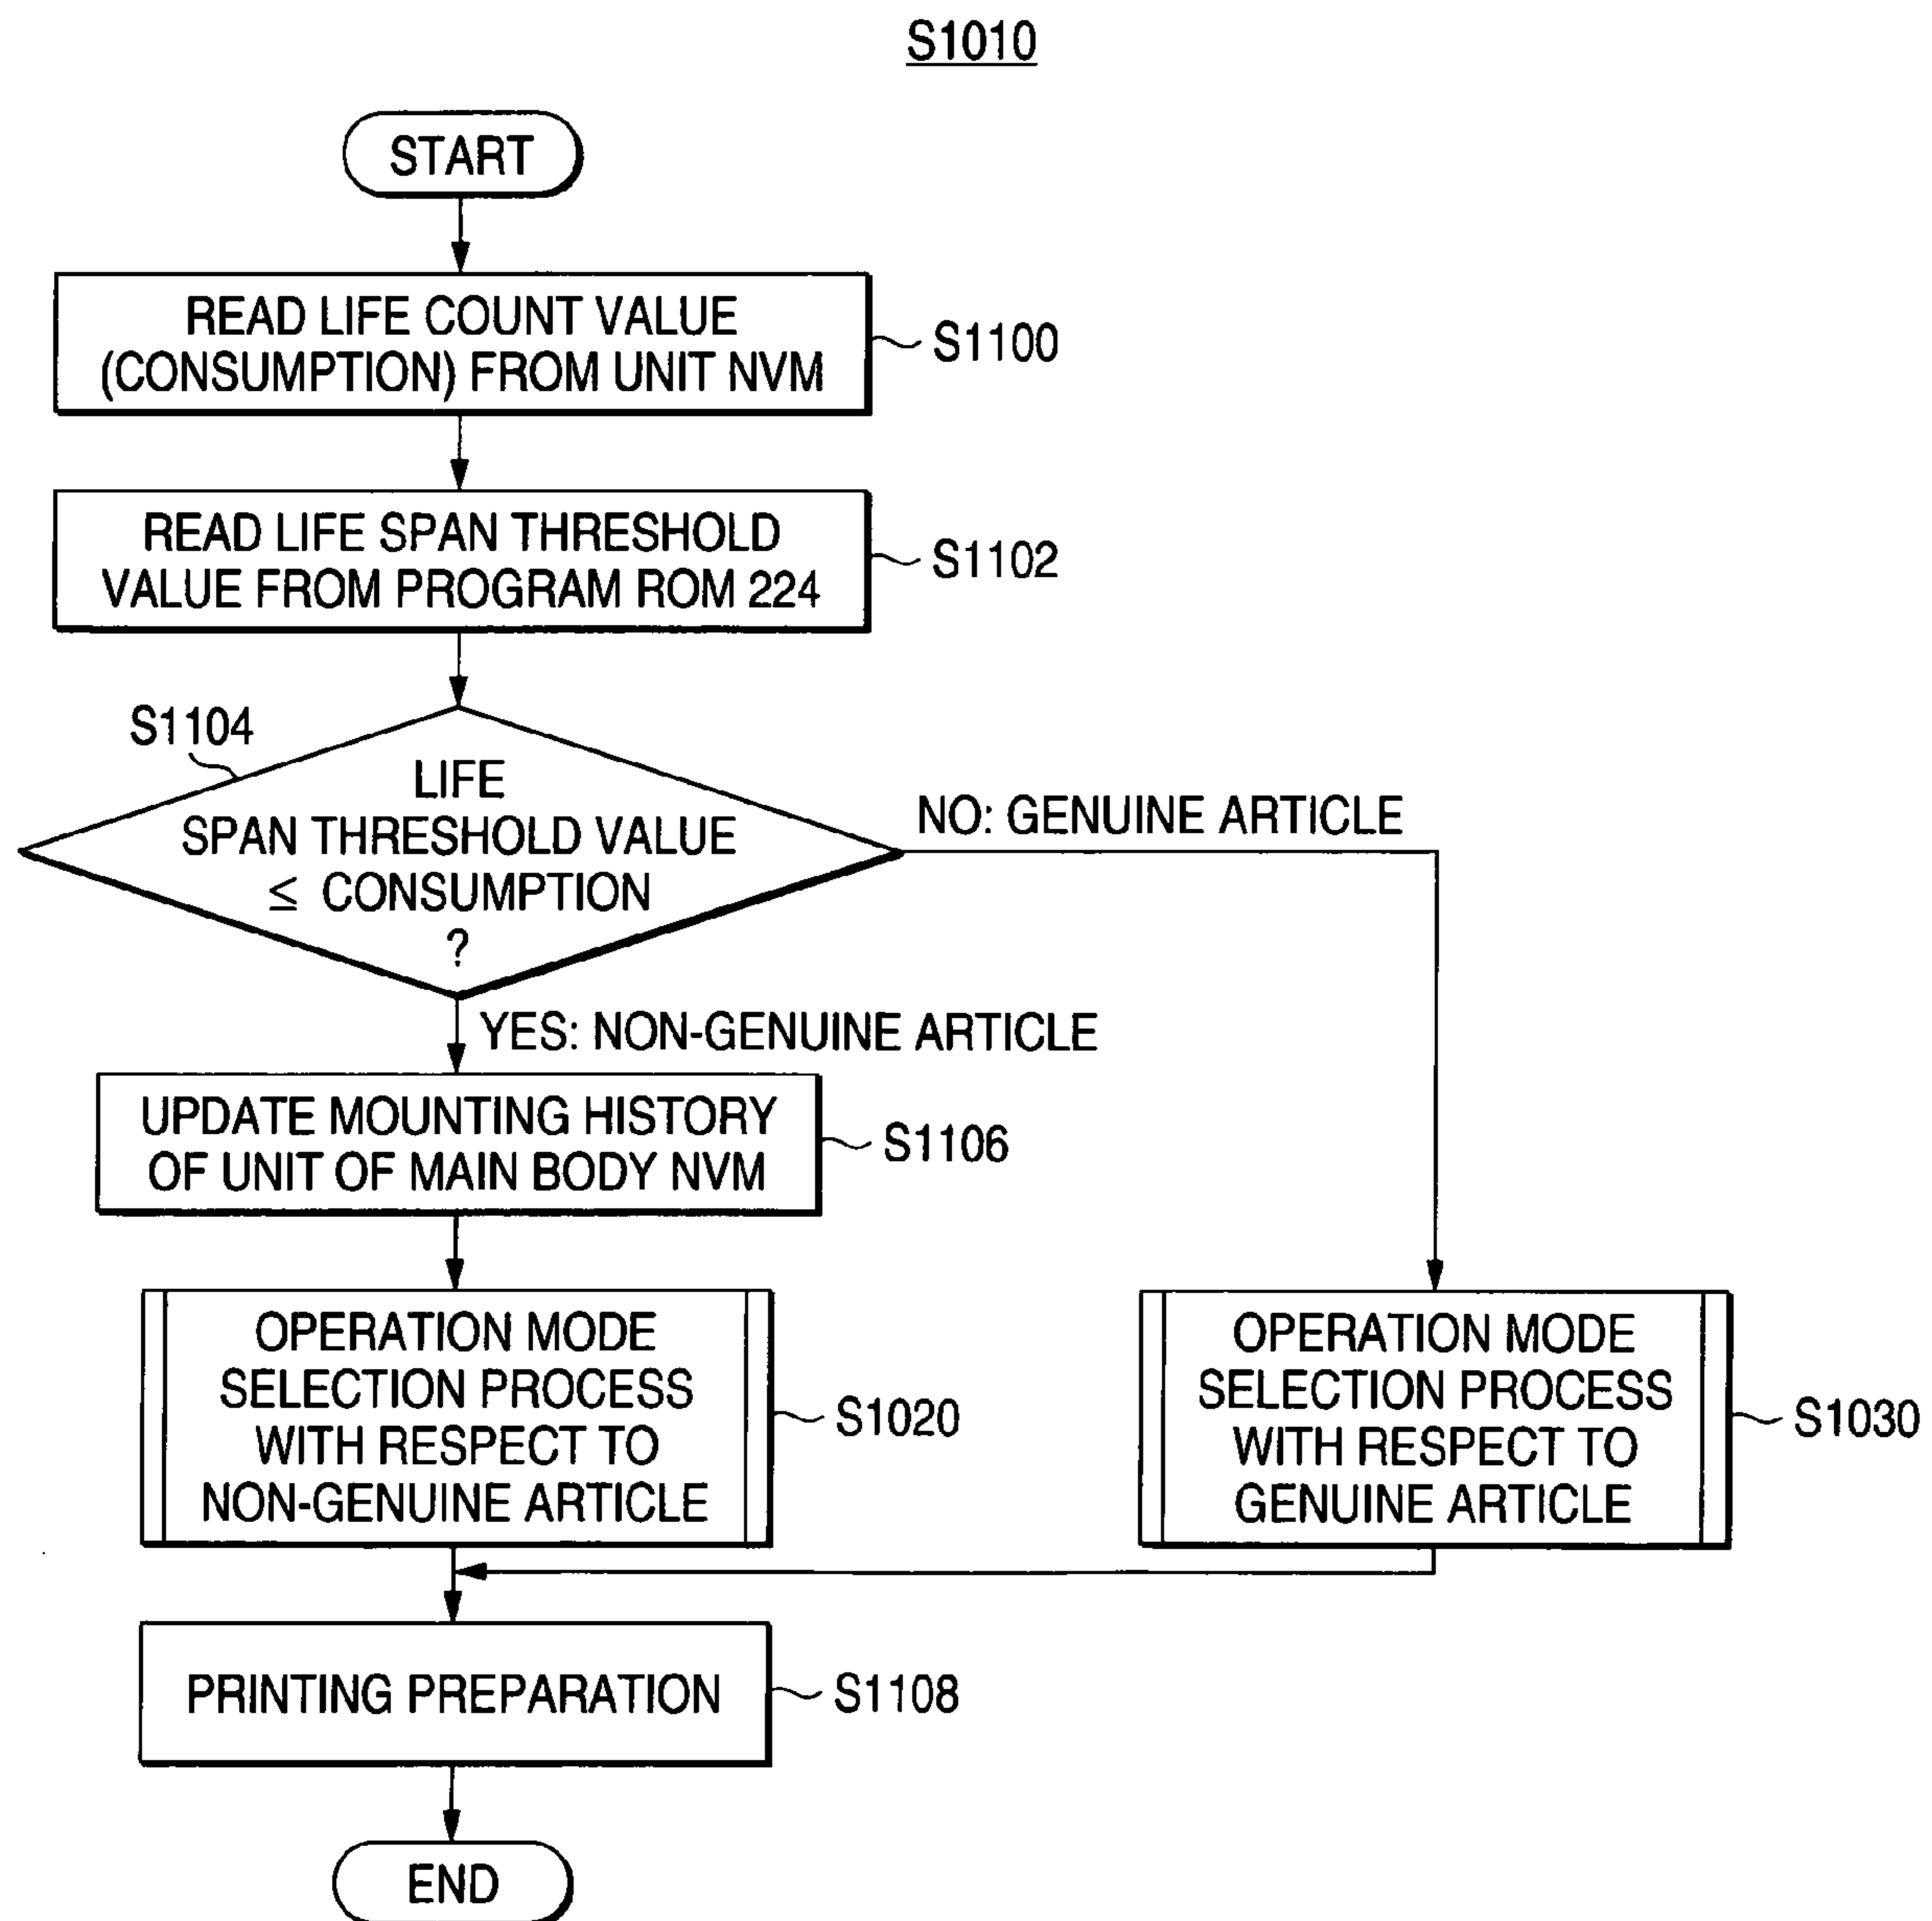 S1010
START
READ LIFE COUNT VALUE
(CONSUMPTION) FROM UNIT NVM
S1100
READ LIFE SPAN THRESHOLD
VALUE FROM PROGRAM ROM 224
S1102
S1104
LIFE
SPAN THRESHOLD VALUE
≤ CONSUMPTION
?
NO: GENUINE ARTICLE
YES: NON-GENUINE ARTICLE
UPDATE MOUNTING HISTORY
OF UNIT OF MAIN BODY NVM
S1106
OPERATION MODE
SELECTION PROCESS
WITH RESPECT TO
NON-GENUINE ARTICLE
S1020
OPERATION MODE
SELECTION PROCESS
WITH RESPECT TO
GENUINE ARTICLE
S1030
PRINTING PREPARATION
S1108
END